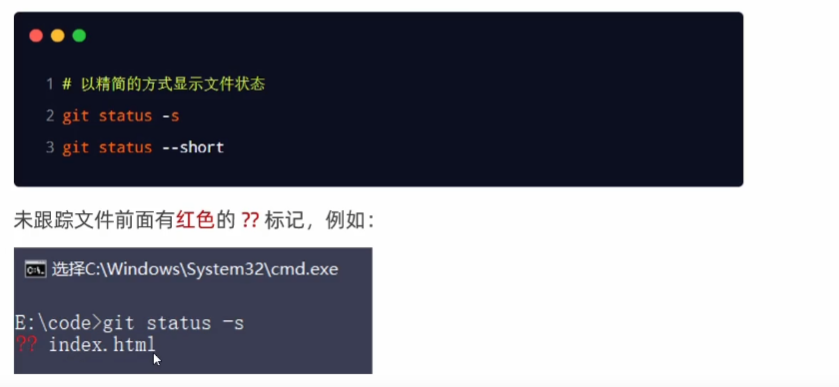 1 # 以精简的方式显示文件状态
2 git status -s
3 git status --short
未跟踪文件前面有红色的 ?? 标记，例如：
选择C:\Windows\System32\cmd.exe
E:\code>git status -s
?? index.html